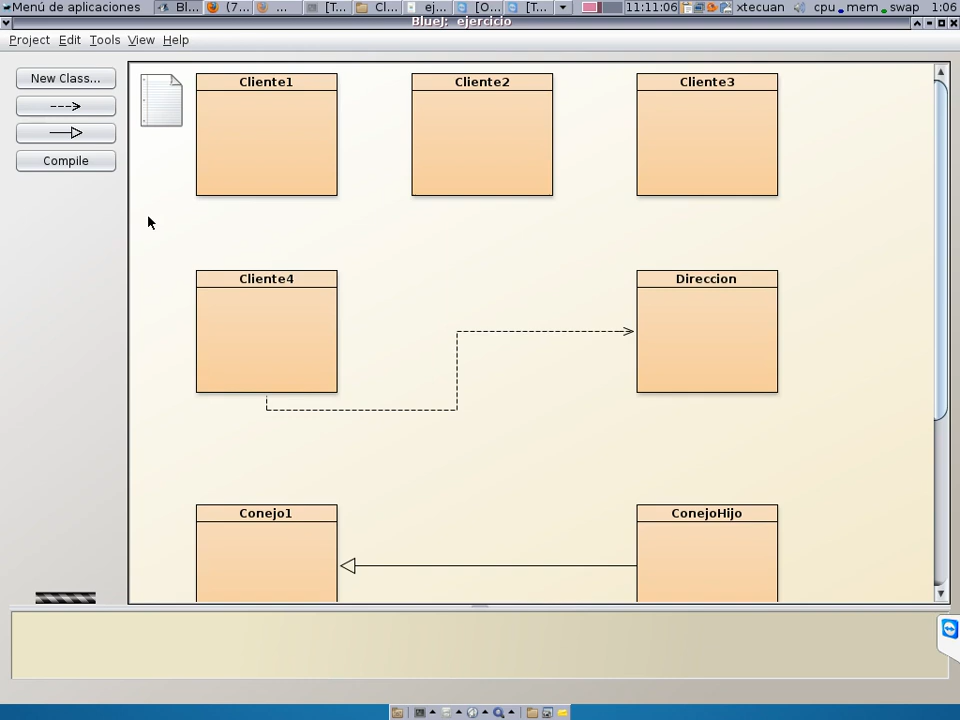 Menú de aplicaciones Bl... (7... ... [T... Cl... ej... [O... [T... 11:11:06 xtecuan cpu mem swap 1:06
BlueJ: ejercicio
Project Edit Tools View Help
New Class...
Compile
Cliente1 Cliente2 Cliente3
Cliente4 Direccion
Conejo1 ConejoHijo